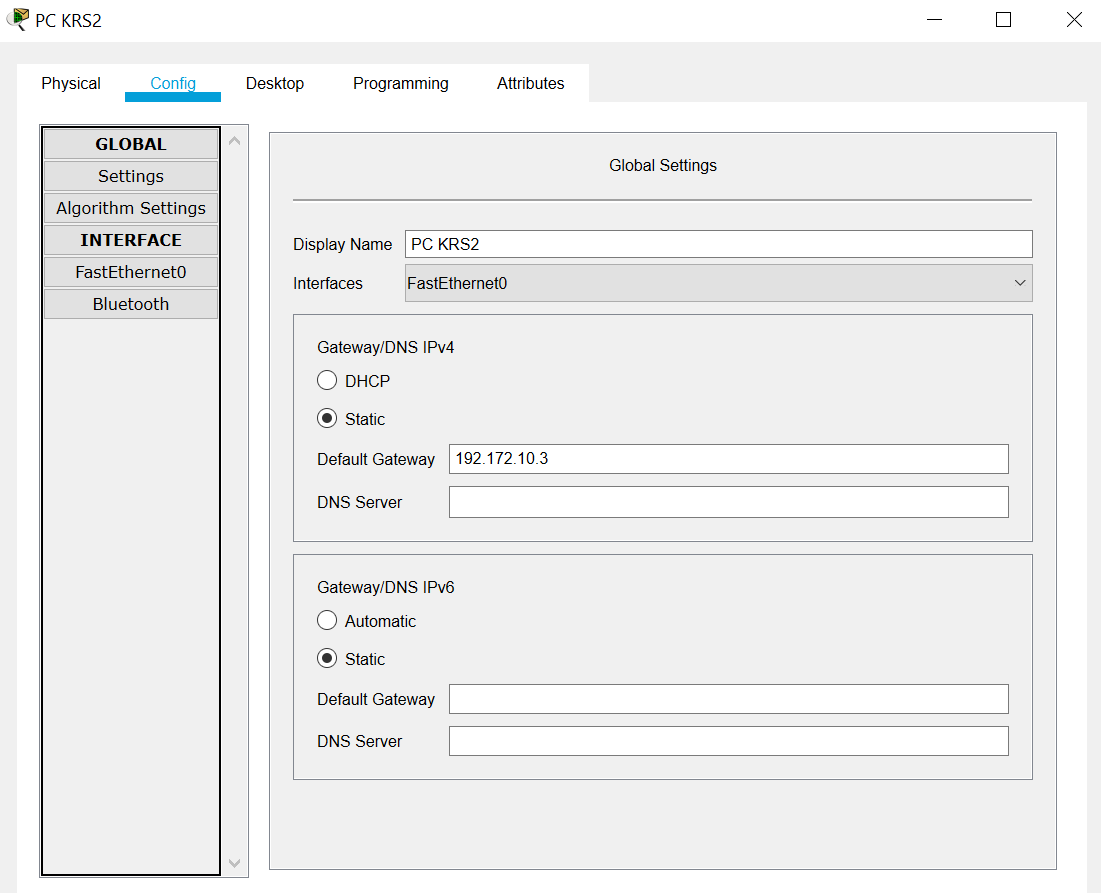 PC KRS2
Physical Config Desktop Programming Attributes
GLOBAL
Settings
Algorithm Settings
INTERFACE
FastEthernet0
Bluetooth
Global Settings
Display Name PC KRS2
Interfaces FastEthernet0
Gateway/DNS IPv4
DHCP
Static
Default Gateway 192.172.10.3
DNS Server
Gateway/DNS IPv6
Automatic
Static
Default Gateway
DNS Server